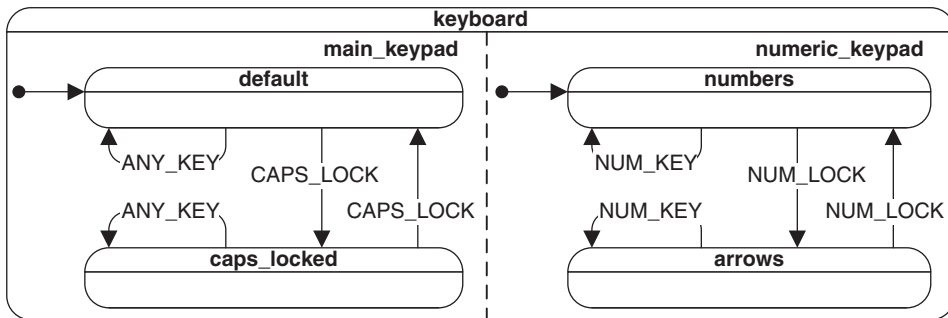 keyboard
main_keypad
default
ANY_KEY
CAPS_LOCK
ANY_KEY
CAPS_LOCK
caps_locked
numeric_keypad
numbers
NUM_KEY
NUM_LOCK
NUM_KEY
NUM_LOCK
arrows